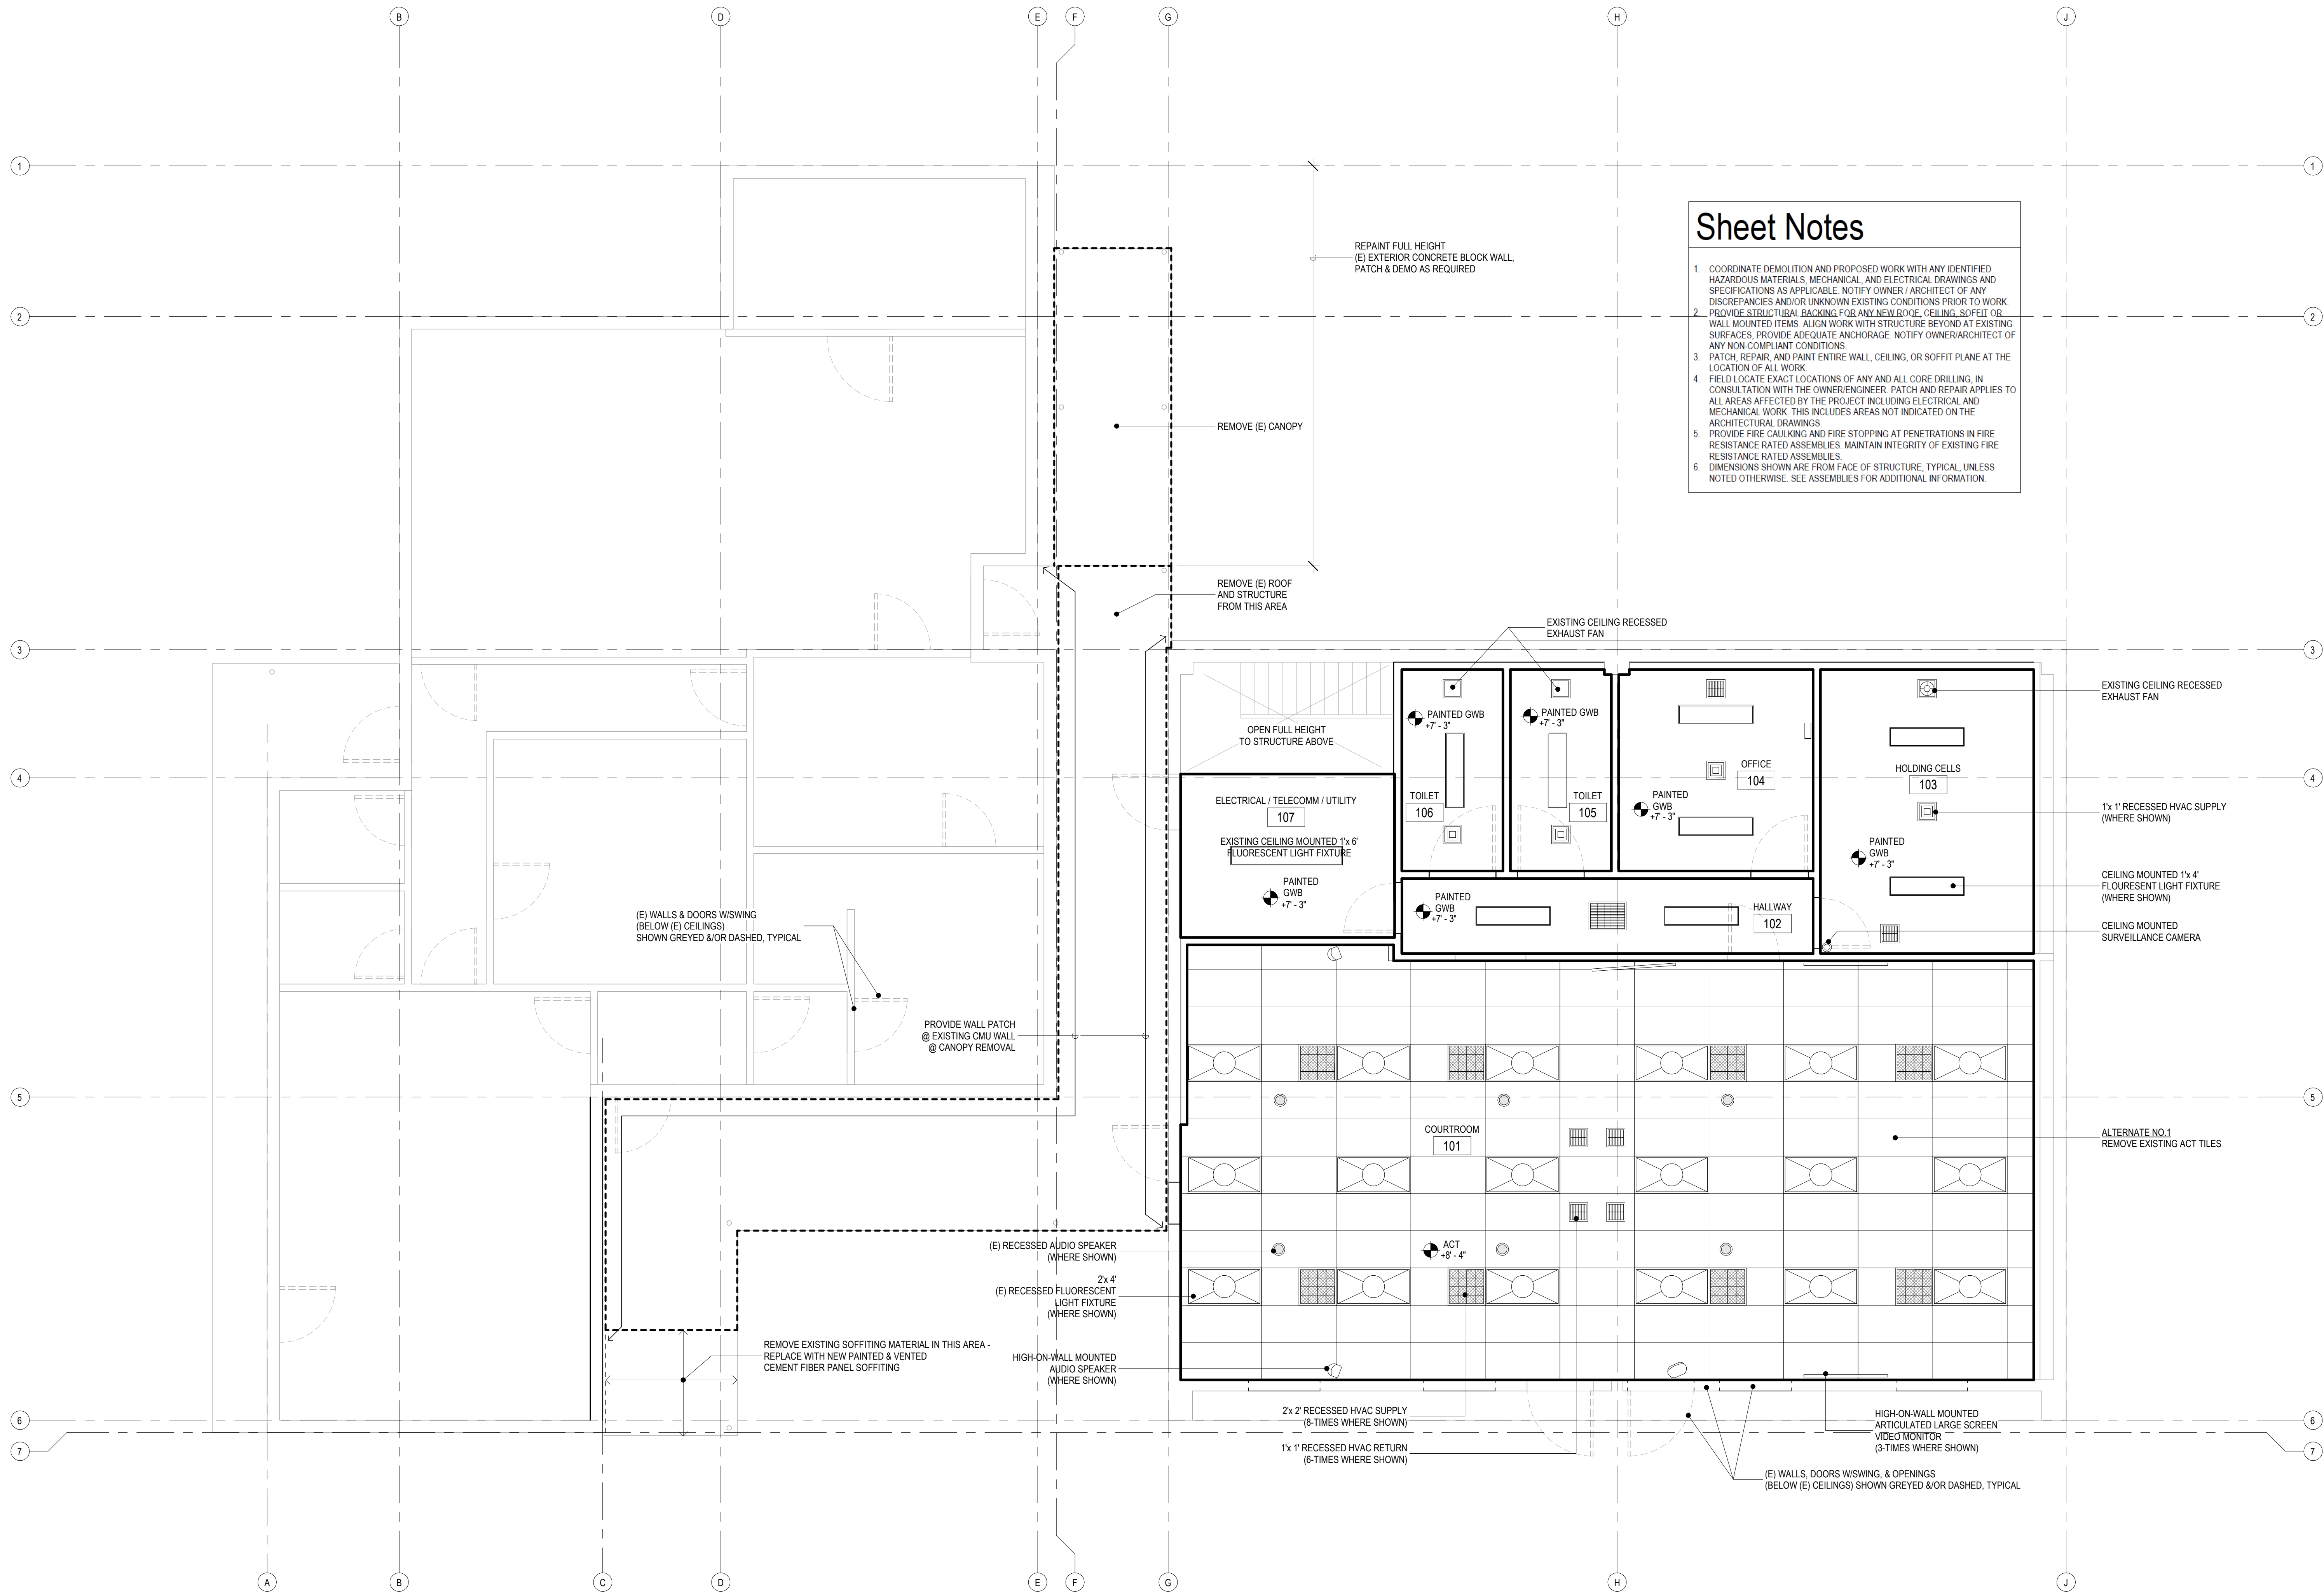 B
D
E
F
G
H
J
1
1
2
2
Sheet Notes
1. COORDINATE DEMOLITION AND PROPOSED WORK WITH ANY IDENTIFIED
HAZARDOUS MATERIALS, MECHANICAL, AND ELECTRICAL DRAWINGS AND
SPECIFICATIONS AS APPLICABLE. NOTIFY OWNER / ARCHITECT OF ANY
DISCREPANCIES AND/OR UNKNOWN EXISTING CONDITIONS PRIOR TO WORK.
2. PROVIDE STRUCTURAL BACKING FOR ANY NEW ROOF, CEILING, SOFFIT OR
WALL MOUNTED ITEMS. ALIGN WORK WITH STRUCTURE BEYOND AT EXISTING
SURFACES, PROVIDE ADEQUATE ANCHORAGE. NOTIFY OWNER/ARCHITECT OF
ANY NON-COMPLIANT CONDITIONS.
3. PATCH, REPAIR, AND PAINT ENTIRE WALL, CEILING, OR SOFFIT PLANE AT THE
LOCATION OF ALL WORK.
4. FIELD LOCATE EXACT LOCATIONS OF ANY AND ALL CORE DRILLING, IN
CONSULTATION WITH THE OWNER/ENGINEER. PATCH AND REPAIR APPLIES TO
ALL AREAS AFFECTED BY THE PROJECT INCLUDING ELECTRICAL AND
MECHANICAL WORK. THIS INCLUDES AREAS NOT INDICATED ON THE
ARCHITECTURAL DRAWINGS.
5. PROVIDE FIRE CAULKING AND FIRE STOPPING AT PENETRATIONS IN FIRE
RESISTANCE RATED ASSEMBLIES. MAINTAIN INTEGRITY OF EXISTING FIRE
RESISTANCE RATED ASSEMBLIES.
6. DIMENSIONS SHOWN ARE FROM FACE OF STRUCTURE, TYPICAL, UNLESS
NOTED OTHERWISE. SEE ASSEMBLIES FOR ADDITIONAL INFORMATION.
REPAINT FULL HEIGHT
(E) EXTERIOR CONCRETE BLOCK WALL,
PATCH & DEMO AS REQUIRED
REMOVE (E) CANOPY
REMOVE (E) ROOF
AND STRUCTURE
FROM THIS AREA
EXISTING CEILING RECESSED
EXHAUST FAN
3
3
EXISTING CEILING RECESSED
EXHAUST FAN
OPEN FULL HEIGHT
TO STRUCTURE ABOVE
PAINTED GWB
+7' - 3"
PAINTED GWB
+7' - 3"
4
4
OFFICE
104
HOLDING CELLS
103
TOILET
106
TOILET
105
PAINTED
GWB
+7' - 3"
ELECTRICAL / TELECOMM / UTILITY
107
EXISTING CEILING MOUNTED 1'x 6'
FLUORESCENT LIGHT FIXTURE
PAINTED
GWB
+7' - 3"
1'x 1' RECESSED HVAC SUPPLY
(WHERE SHOWN)
PAINTED
GWB
+7' - 3"
CEILING MOUNTED 1'x 4'
FLOURESENT LIGHT FIXTURE
(WHERE SHOWN)
PAINTED
GWB
+7' - 3"
HALLWAY
102
CEILING MOUNTED
SURVEILLANCE CAMERA
(E) WALLS & DOORS W/SWING
(BELOW (E) CEILINGS)
SHOWN GREYED &/OR DASHED, TYPICAL
PROVIDE WALL PATCH
@ EXISTING CMU WALL
@ CANOPY REMOVAL
5
5
COURTROOM
101
ALTERNATE NO.1
REMOVE EXISTING ACT TILES
ACT
+8' - 4"
(E) RECESSED AUDIO SPEAKER
(WHERE SHOWN)
2'x 4'
(E) RECESSED FLUORESCENT
LIGHT FIXTURE
(WHERE SHOWN)
REMOVE EXISTING SOFFITING MATERIAL IN THIS AREA -
REPLACE WITH NEW PAINTED & VENTED
CEMENT FIBER PANEL SOFFITING
HIGH-ON-WALL MOUNTED
AUDIO SPEAKER
(WHERE SHOWN)
2'x 2' RECESSED HVAC SUPPLY
(8-TIMES WHERE SHOWN)
1'x 1' RECESSED HVAC RETURN
(6-TIMES WHERE SHOWN)
HIGH-ON-WALL MOUNTED
ARTICULATED LARGE SCREEN
VIDEO MONITOR
(3-TIMES WHERE SHOWN)
(E) WALLS, DOORS W/SWING, & OPENINGS
(BELOW (E) CEILINGS) SHOWN GREYED &/OR DASHED, TYPICAL
6
6
7
7
A
B
C
D
E
F
G
H
J